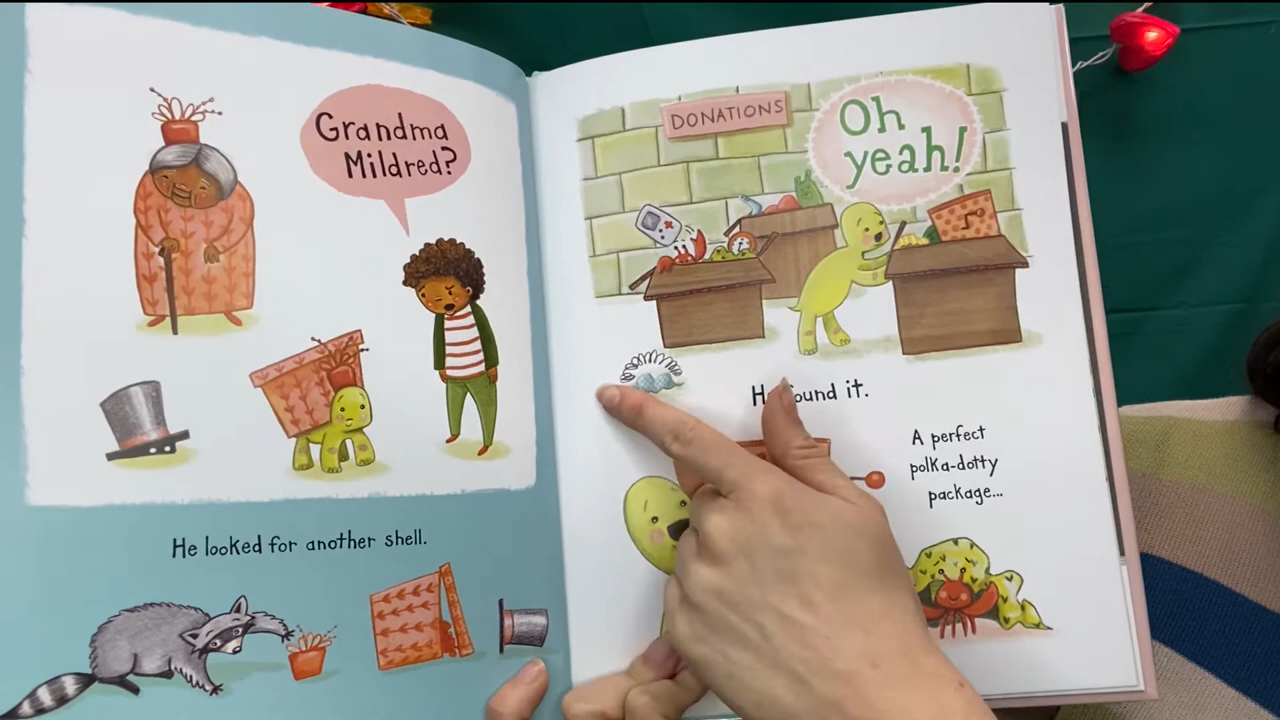 Grandma
Mildred?
He looked for another shell.
DONATIONS
Oh
yeah!
found it.
A perfect
polka-dotty
package...